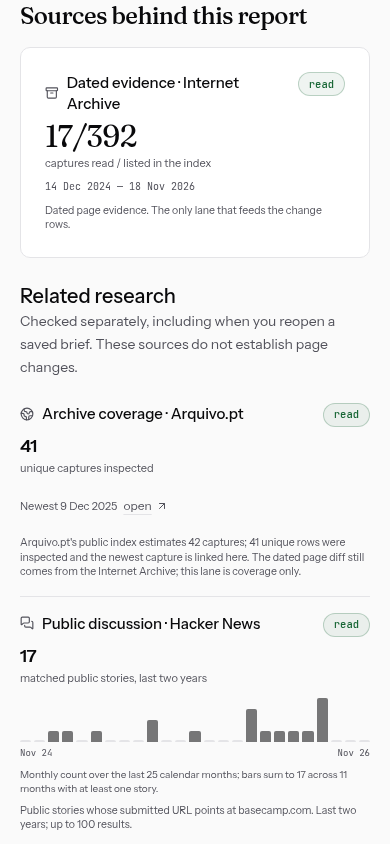 Sources behind this report
Dated evidence · Internet
Archive
read
17/392
captures read / listed in the index
14 Dec 2024 — 18 Nov 2026
Dated page evidence. The only lane that feeds the change
rows.
Related research
Checked separately, including when you reopen a
saved brief. These sources do not establish page
changes.
Archive coverage · Arquivo.pt
read
41
unique captures inspected
Newest 9 Dec 2025 open ↗
Arquivo.pt's public index estimates 42 captures; 41 unique rows were
inspected and the newest capture is linked here. The dated page diff still
comes from the Internet Archive; this lane is coverage only.
Public discussion · Hacker News
read
17
matched public stories, last two years
Nov 24
Nov 26
Monthly count over the last 25 calendar months; bars sum to 17 across 11
months with at least one story.
Public stories whose submitted URL points at basecamp.com. Last two
years; up to 100 results.